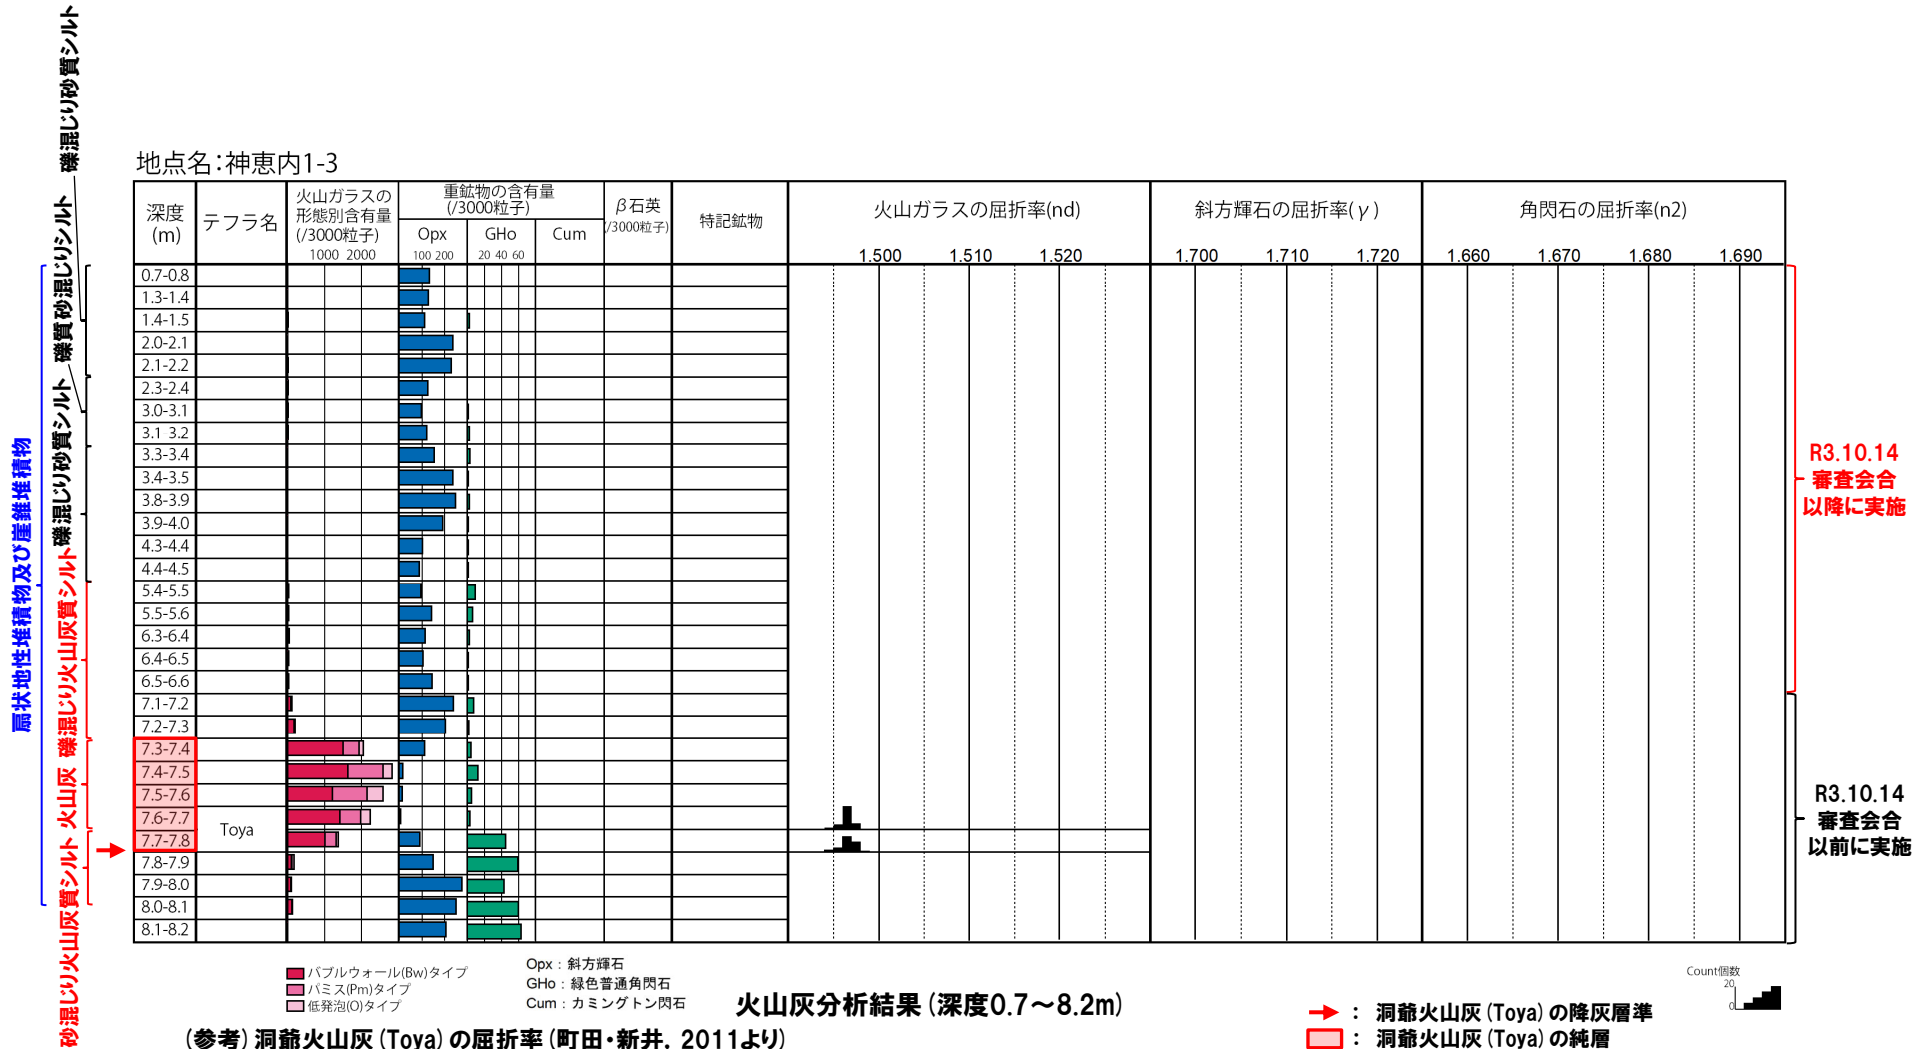 地点名：神恵内1-3
深度
(m)
テフラ名
火山ガラスの
形態別含有量
(/3000粒子)
1000 2000
重鉱物の含有量
(/3000粒子)
Opx
100 200
GHo
20 40 60
Cum
β石英
(/3000粒子)
特記鉱物
火山ガラスの屈折率(nd)
1.500 1.510 1.520
斜方輝石の屈折率(γ)
1.700 1.710 1.720
角閃石の屈折率(n2)
1.660 1.670 1.680 1.690
0.7-0.8
1.3-1.4
1.4-1.5
2.0-2.1
2.1-2.2
2.3-2.4
3.0-3.1
3.1 3.2
3.3-3.4
3.4-3.5
3.8-3.9
3.9-4.0
4.3-4.4
4.4-4.5
5.4-5.5
5.5-5.6
6.3-6.4
6.4-6.5
6.5-6.6
7.1-7.2
7.2-7.3
7.3-7.4
7.4-7.5
7.5-7.6
7.6-7.7
7.7-7.8
7.8-7.9
7.9-8.0
8.0-8.1
8.1-8.2
Toya
扇状地性堆積物及び崖錐堆積物
礫混じり砂質シルト
礫質砂混じりシルト
礫混じり砂質シルト
礫混じり火山灰質シルト
火山灰
砂混じり火山灰質シルト
R3.10.14
審査会合
以降に実施
R3.10.14
審査会合
以前に実施
バブルウォール(Bw)タイプ
パミス(Pm)タイプ
低発泡(O)タイプ
Opx：斜方輝石
GHo：緑色普通角閃石
Cum：カミングトン閃石
火山灰分析結果（深度0.7～8.2m）
Count個数
20
0
： 洞爺火山灰（Toya）の降灰層準
： 洞爺火山灰（Toya）の純層
（参考）洞爺火山灰（Toya）の屈折率（町田・新井，2011より）